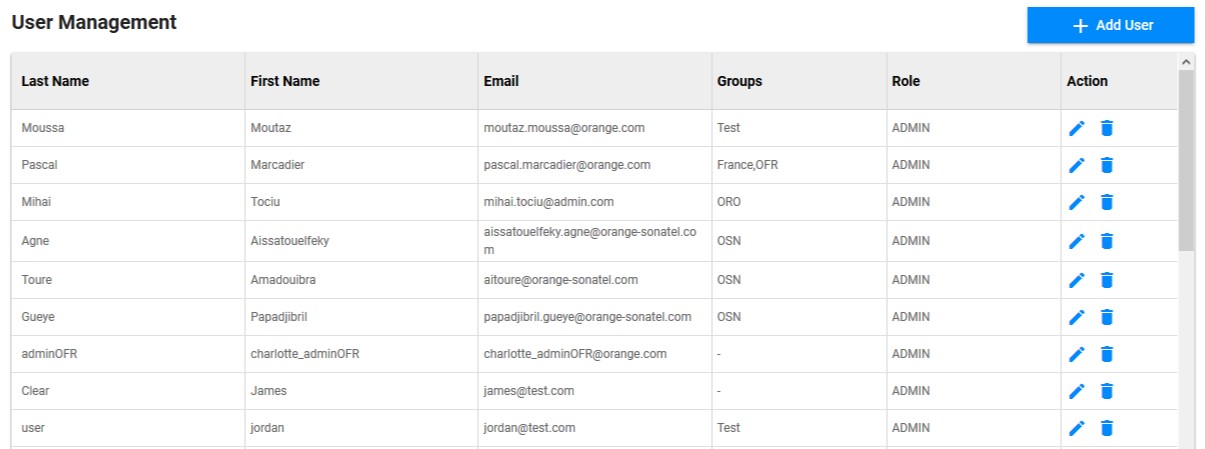 User Management
+ Add User
Last Name First Name Email Groups Role Action
Moussa Moutaz moutaz.moussa@orange.com Test ADMIN
Pascal Marcadier pascal.marcadier@orange.com France,OFR ADMIN
Mihai Tociu mihai.tociu@admin.com ORO ADMIN
Agne Aissatouelfeky aissatouelfeky.agne@orange-sonatel.co OSN ADMIN
m
Toure Amadouibra aitoure@orange-sonatel.com OSN ADMIN
Gueye Papadjibril papadjibril.gueye@orange-sonatel.com OSN ADMIN
adminOFR charlotte_adminOFR charlotte_adminOFR@orange.com - ADMIN
Clear James james@test.com - ADMIN
user jordan jordan@test.com Test ADMIN